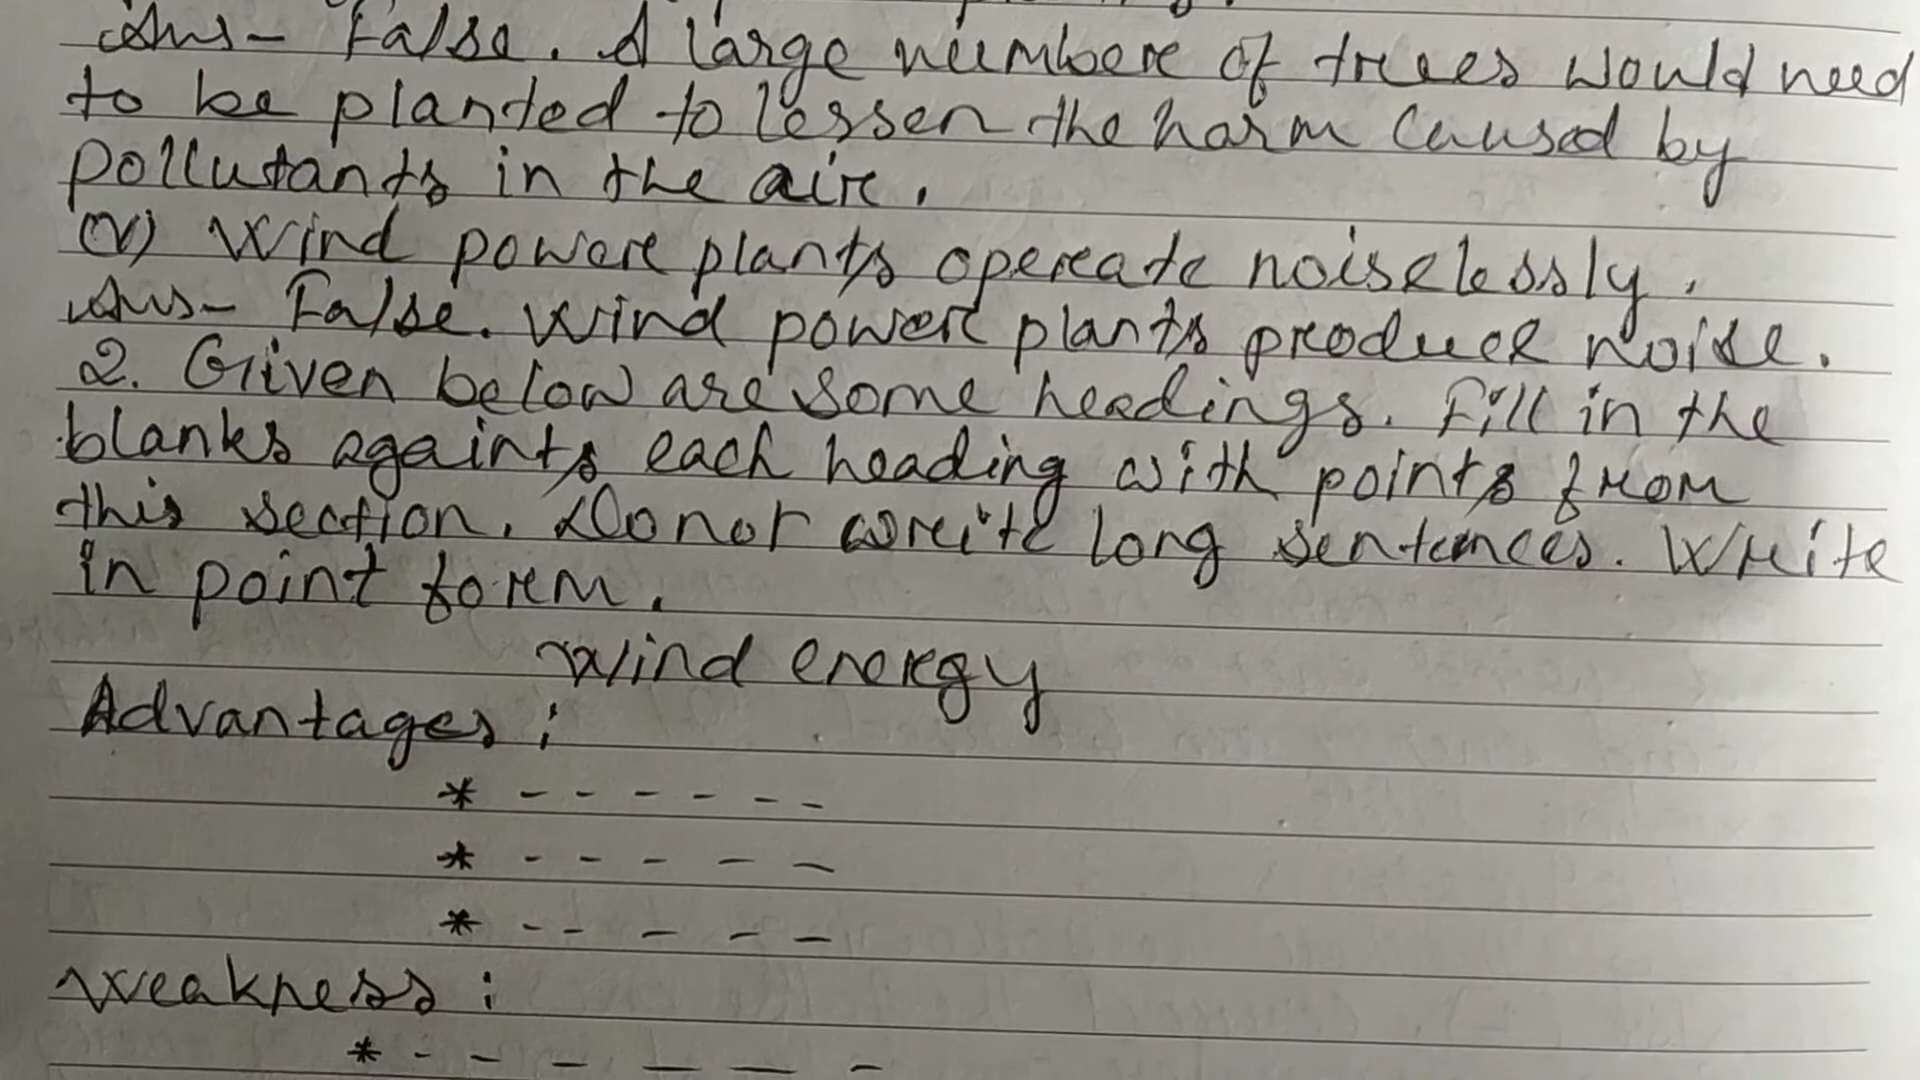 Ans- False. A large number of trees would need
to be planted to lessen the harm caused by
pollutants in the air.
(V) Wind power plants operate noiselessly.
Ans- False. Wind power plants produce noise.
2. Given below are some headings. Fill in the
blanks againts each heading with points from
this section. Do not write long sentences. Write
in point form.
Wind energy
Advantages :
* - - - - - -
* - - - - -
* - - - - -
Weakness :
* - - - - - -